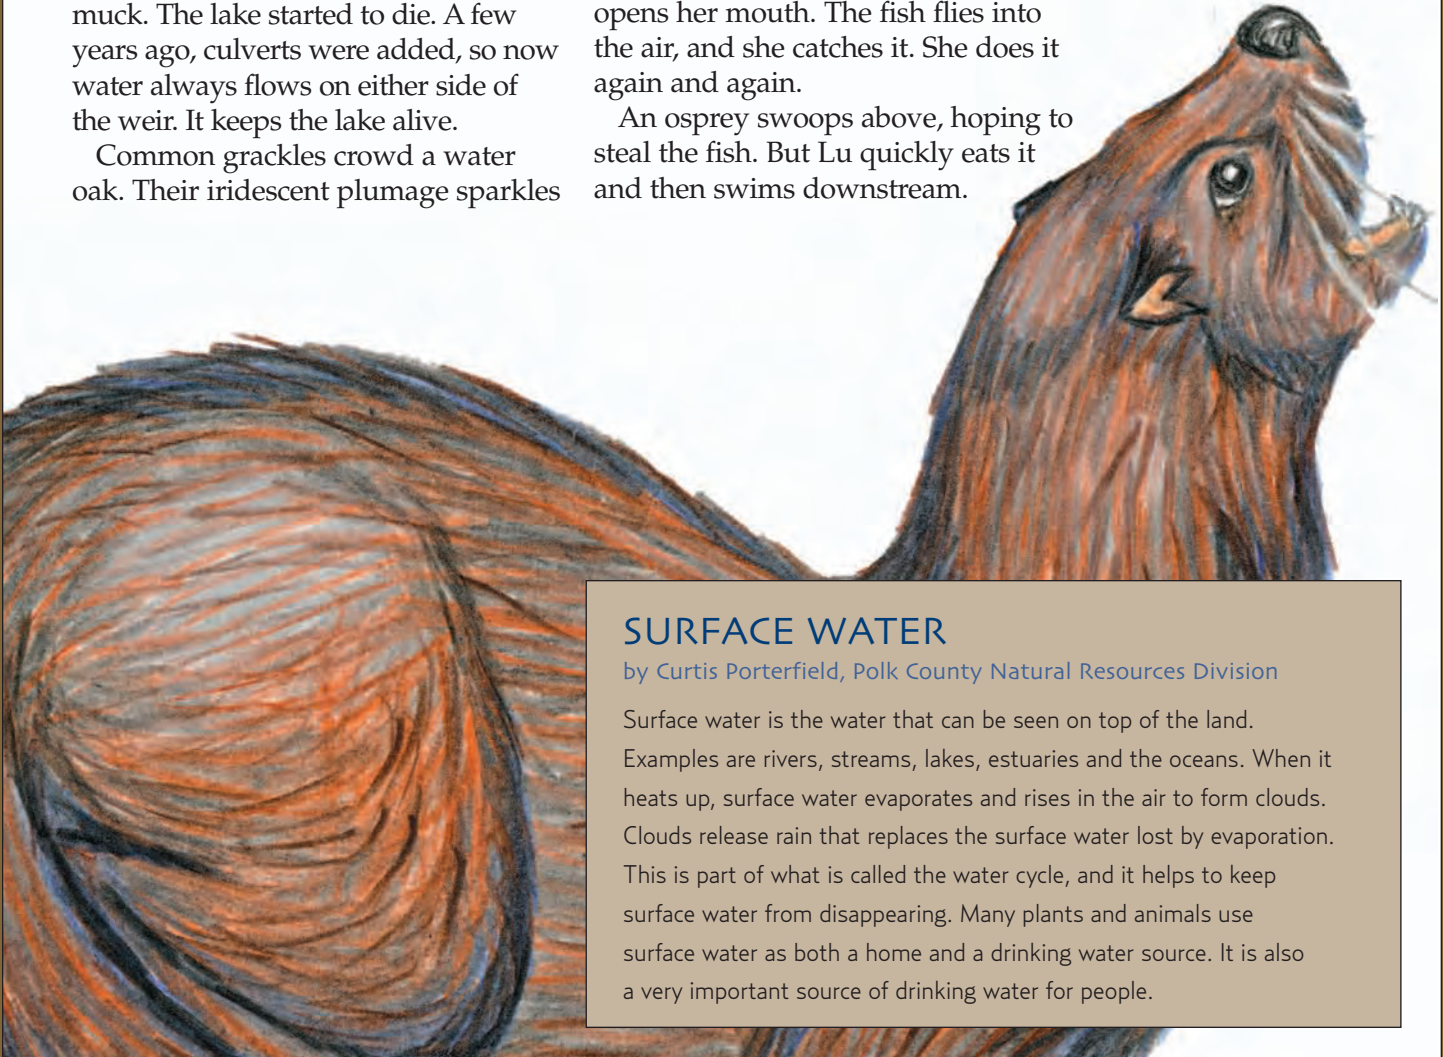 muck. The lake started to die. A few
years ago, culverts were added, so now
water always flows on either side of
the weir. It keeps the lake alive.
Common grackles crowd a water
oak. Their iridescent plumage sparkles
opens her mouth. The fish flies into
the air, and she catches it. She does it
again and again.
An osprey swoops above, hoping to
steal the fish. But Lu quickly eats it
and then swims downstream.
SURFACE WATER
by Curtis Porterfield, Polk County Natural Resources Division
Surface water is the water that can be seen on top of the land.
Examples are rivers, streams, lakes, estuaries and the oceans. When it
heats up, surface water evaporates and rises in the air to form clouds.
Clouds release rain that replaces the surface water lost by evaporation.
This is part of what is called the water cycle, and it helps to keep
surface water from disappearing. Many plants and animals use
surface water as both a home and a drinking water source. It is also
a very important source of drinking water for people.